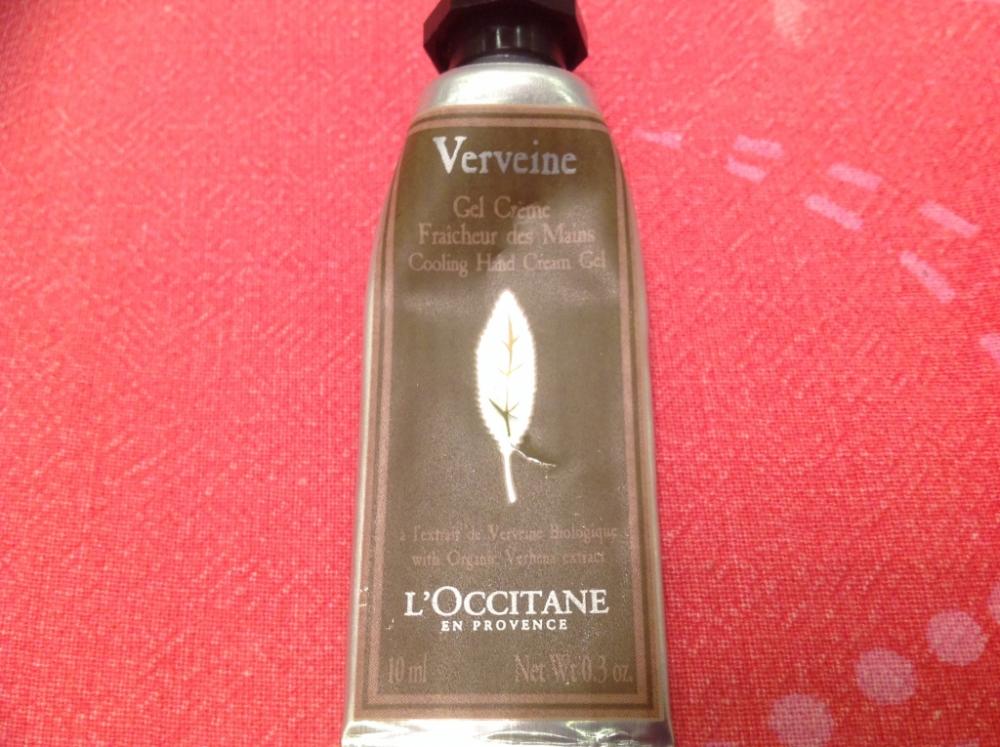 Verveine
Gel Crème
Fraîcheur des Mains
Cooling Hand Cream Gel
à l'extrait de Verveine Biologique
with Organic Verbena extract
L'OCCITANE
EN PROVENCE
10 ml Net Wt 0.3 oz.